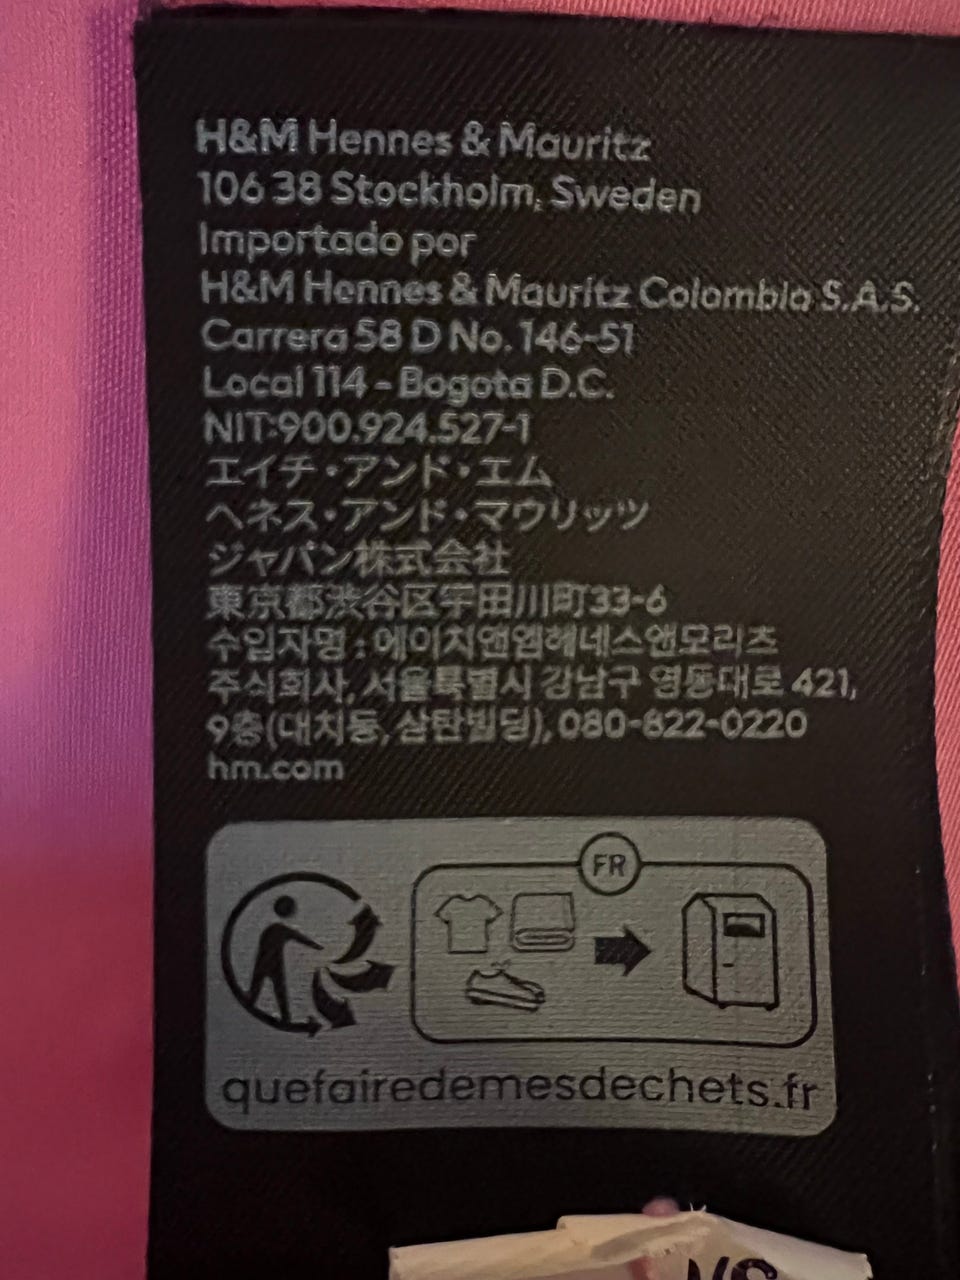 H&M Hennes & Mauritz
106 38 Stockholm, Sweden
Importado por
H&M Hennes & Mauritz Colombia S.A.S.
Carrera 58 D No. 146-51
Local 114 - Bogota D.C.
NIT:900.924.527-1
エイチ・アンド・エム
ヘネス・アンド・マウリッツ
ジャパン株式会社
東京都渋谷区宇田川町33-6
수입자명 : 에이치앤엠헤네스앤모리츠
주식회사, 서울특별시 강남구 영동대로 421,
9층(대치동, 삼탄빌딩), 080-822-0220
hm.com
FR
quefairedemesdechets.fr